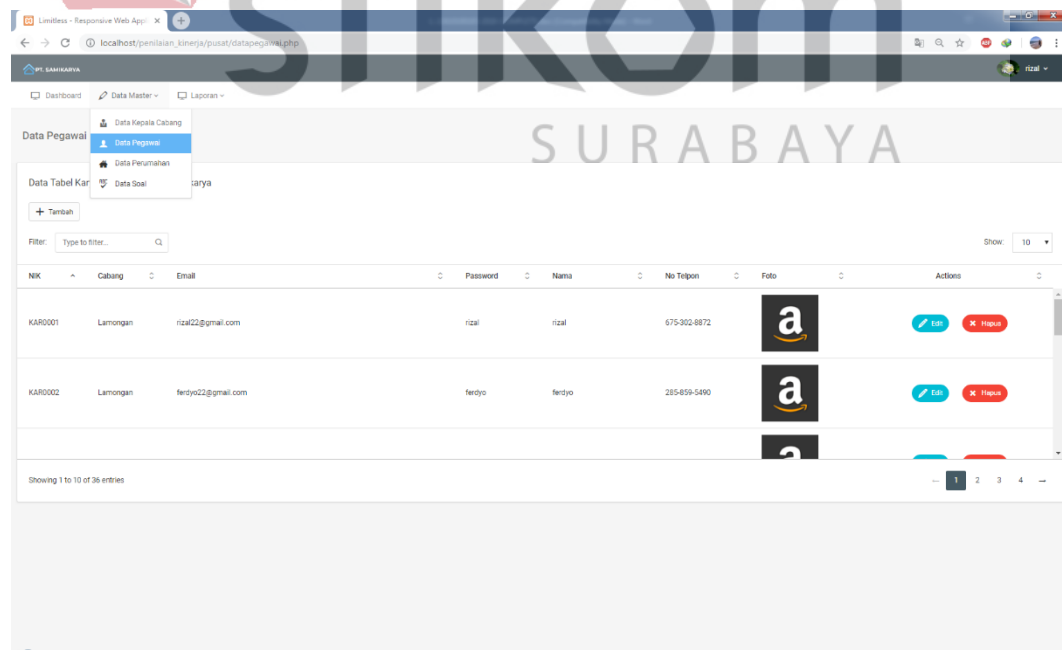 Limitless - Responsive Web Appl
localhost/penilaian_kinerja/pusat/datapegawai.php
rizal
Dashboard Data Master Laporan
Data Kepala Cabang
Data Pegawai
Data Perumahan
Data Soal
Data Pegawai
SURABAYA
Data Tabel Kar karya
+ Tambah
Filter: Type to filter... Show: 10
NIK Cabang Email Password Nama No Telpon Foto Actions
KAR0001 Lamongan rizal22@gmail.com rizal rizal 675-302-8872 a Edit Hapus
KAR0002 Lamongan ferdyo22@gmail.com ferdyo ferdyo 285-859-5490 a Edit Hapus
Showing 1 to 10 of 36 entries ← 1 2 3 4 →